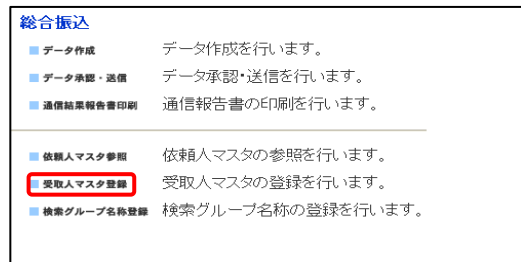 総合振込
データ作成 データ作成を行います。
データ承認・送信 データ承認・送信を行います。
通信結果報告書印刷 通信報告書の印刷を行います。
依頼人マスタ参照 依頼人マスタの参照を行います。
受取人マスタ登録 受取人マスタの登録を行います。
検索グループ名称登録 検索グループ名称の登録を行います。